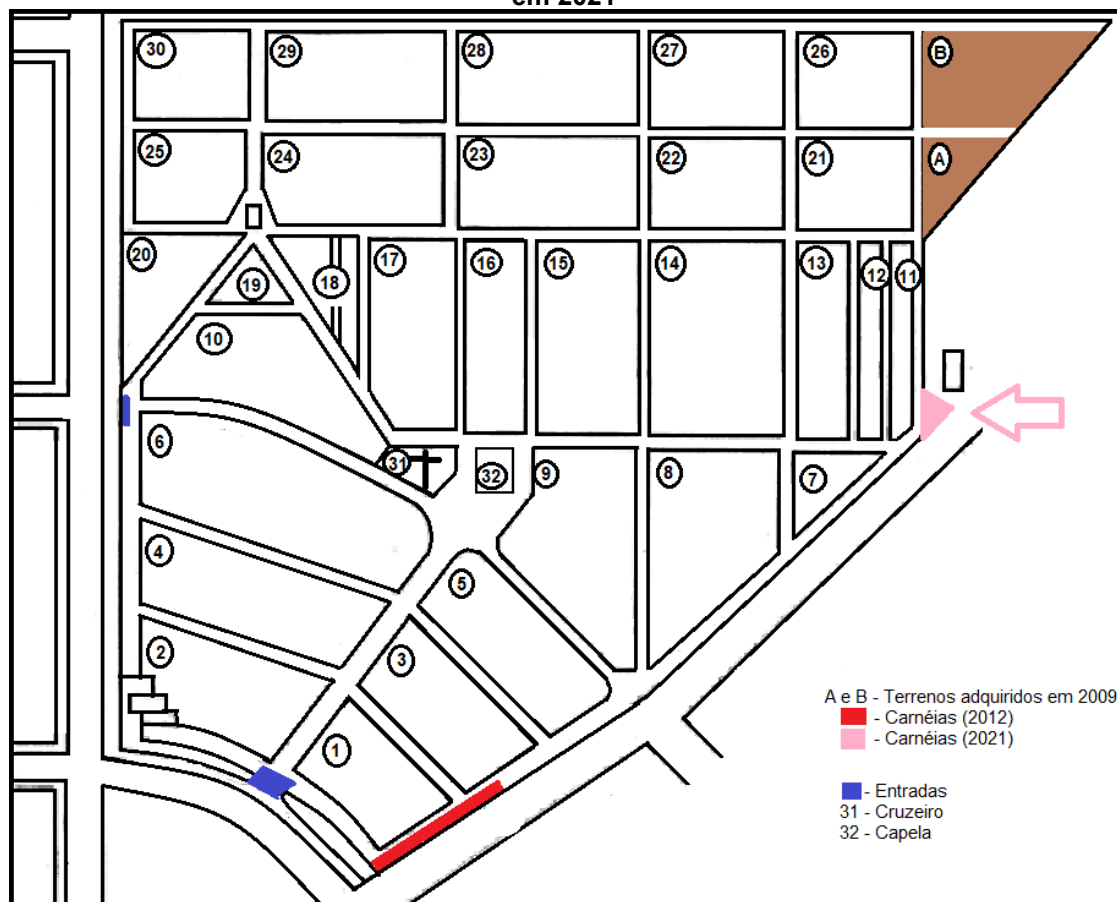 em 2021
30 29 28 27 26 B
25 24 23 22 21 A
20 19 18 17 16 15 14 13 12 11
10
6 31 32 9 8 7
4 5
2 3
1
A e B - Terrenos adquiridos em 2009
- Carnéias (2012)
- Carnéias (2021)
- Entradas
31 - Cruzeiro
32 - Capela